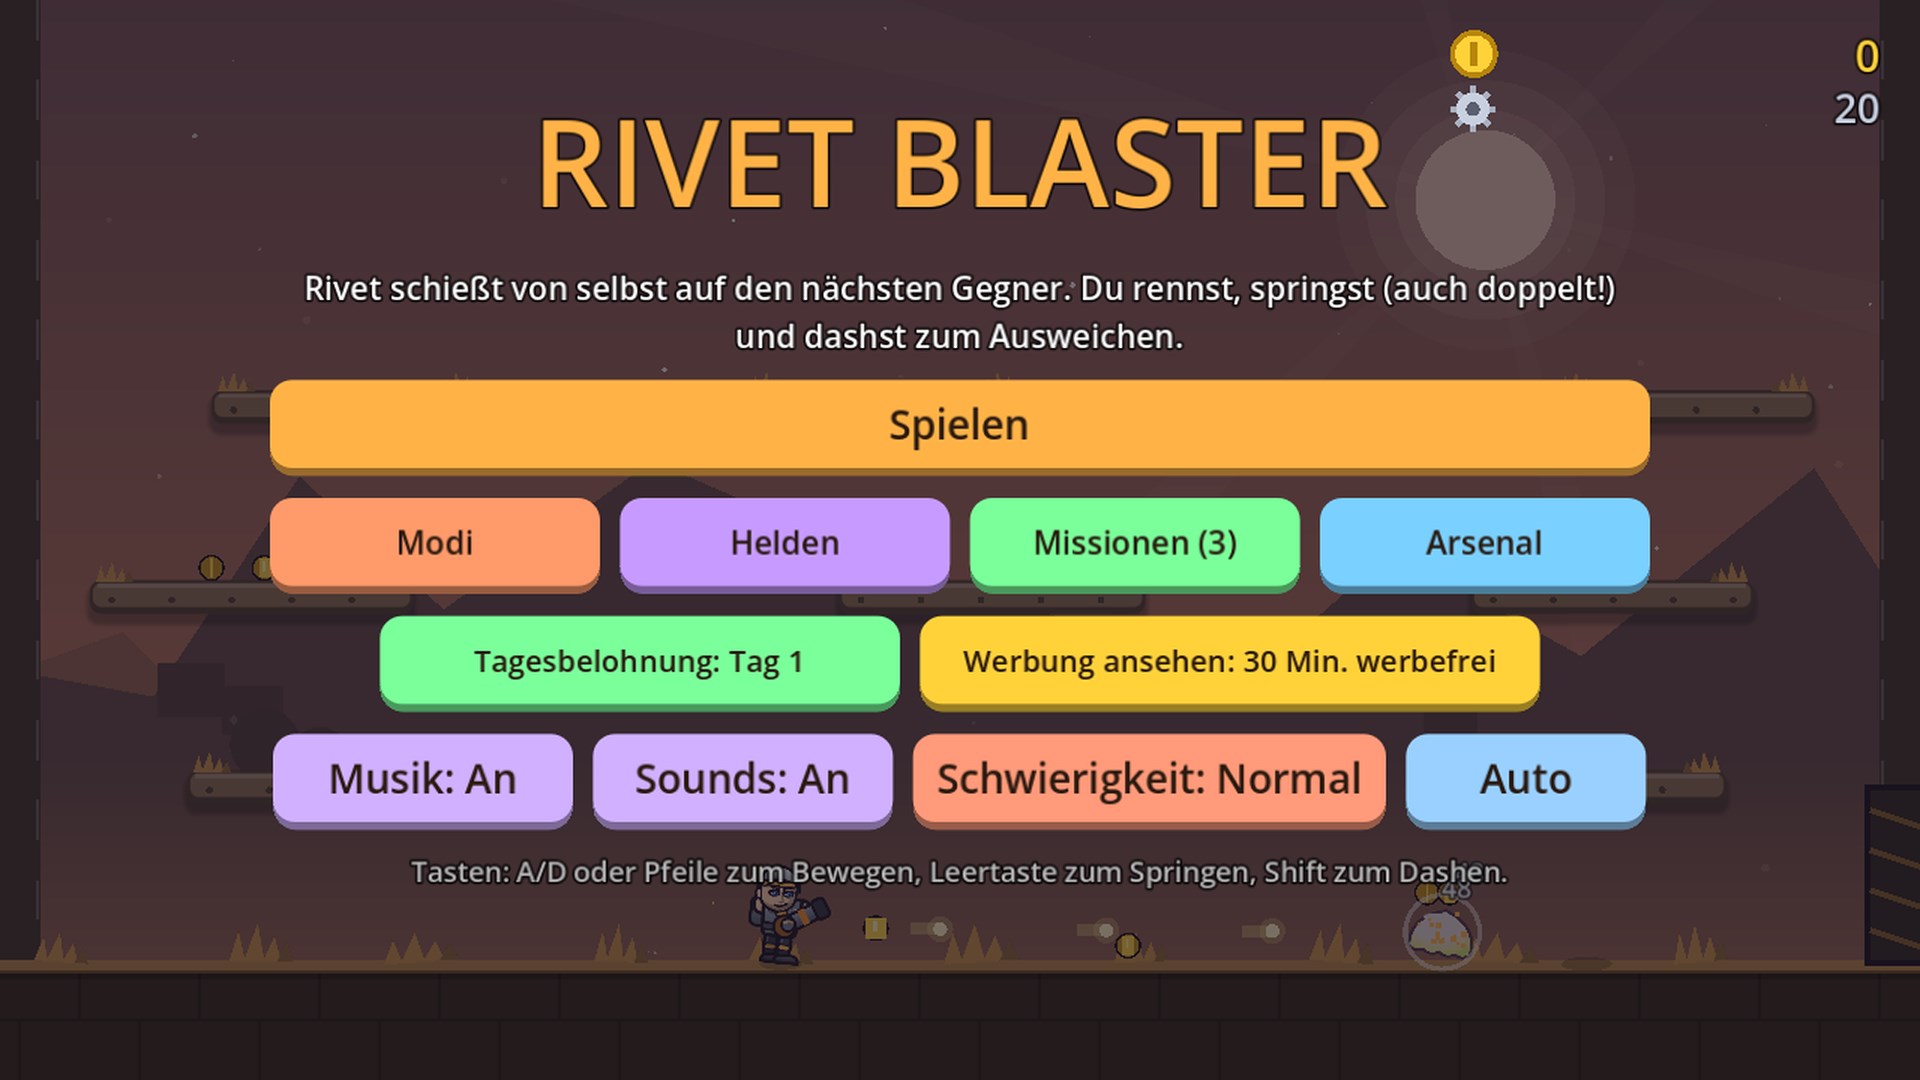 0
20
RIVET BLASTER
Rivet schießt von selbst auf den nächsten Gegner. Du rennst, springst (auch doppelt!)
und dashst zum Ausweichen.
Spielen
Modi
Helden
Missionen (3)
Arsenal
Tagesbelohnung: Tag 1
Werbung ansehen: 30 Min. werbefrei
Musik: An
Sounds: An
Schwierigkeit: Normal
Auto
Tasten: A/D oder Pfeile zum Bewegen, Leertaste zum Springen, Shift zum Dashen.
48